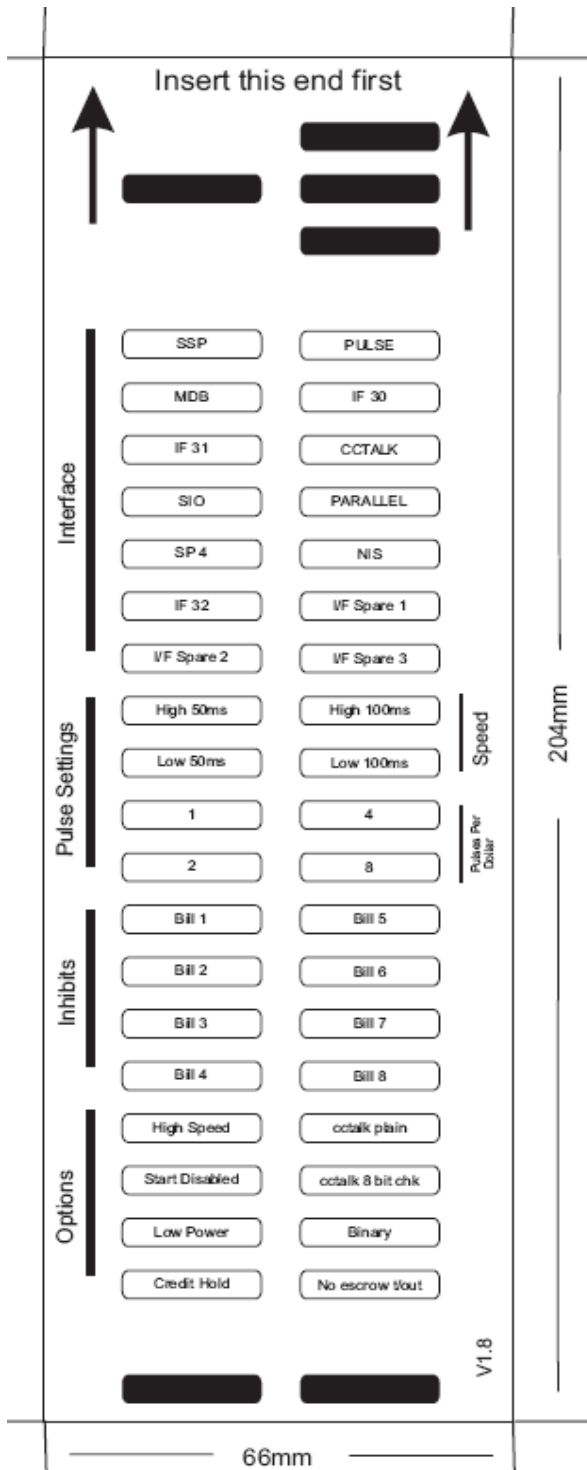 Insert this end first
Interface
SSP PULSE
MDB IF 30
IF 31 CCTALK
SIO PARALLEL
SP4 NIS
IF 32 I/F Spare 1
I/F Spare 2 I/F Spare 3
Pulse Settings
High 50ms High 100ms
Low 50ms Low 100ms
Speed
1 4
2 8
Pulses Per
Dollar
Inhibits
Bill 1 Bill 5
Bill 2 Bill 6
Bill 3 Bill 7
Bill 4 Bill 8
Options
High Speed cctalk plain
Start Disabled cctalk 8 bit chk
Low Power Binary
Credit Hold No escrow t/out
V1.8
204mm
66mm